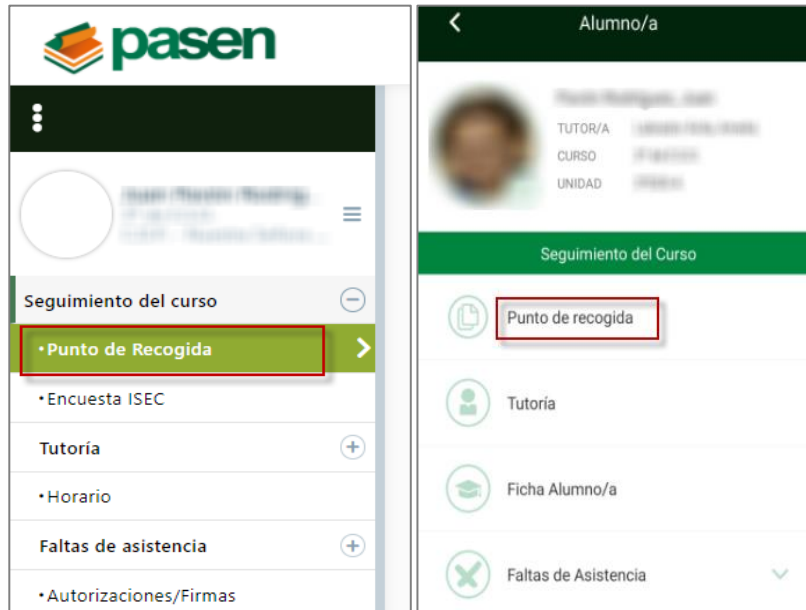 pasen
Seguimiento del curso
•Punto de Recogida
•Encuesta ISEC
Tutoría
•Horario
Faltas de asistencia
•Autorizaciones/Firmas
Alumno/a
TUTOR/A
CURSO
UNIDAD
Seguimiento del Curso
Punto de recogida
Tutoría
Ficha Alumno/a
Faltas de Asistencia